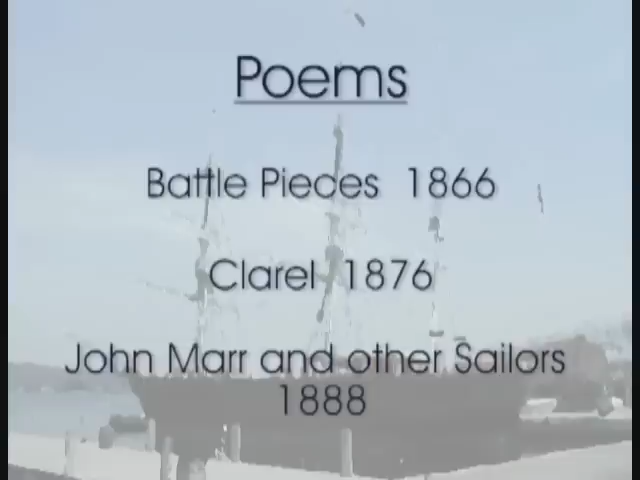 Poems
Battle Pieces 1866
Clarel 1876
John Marr and other Sailors
1888